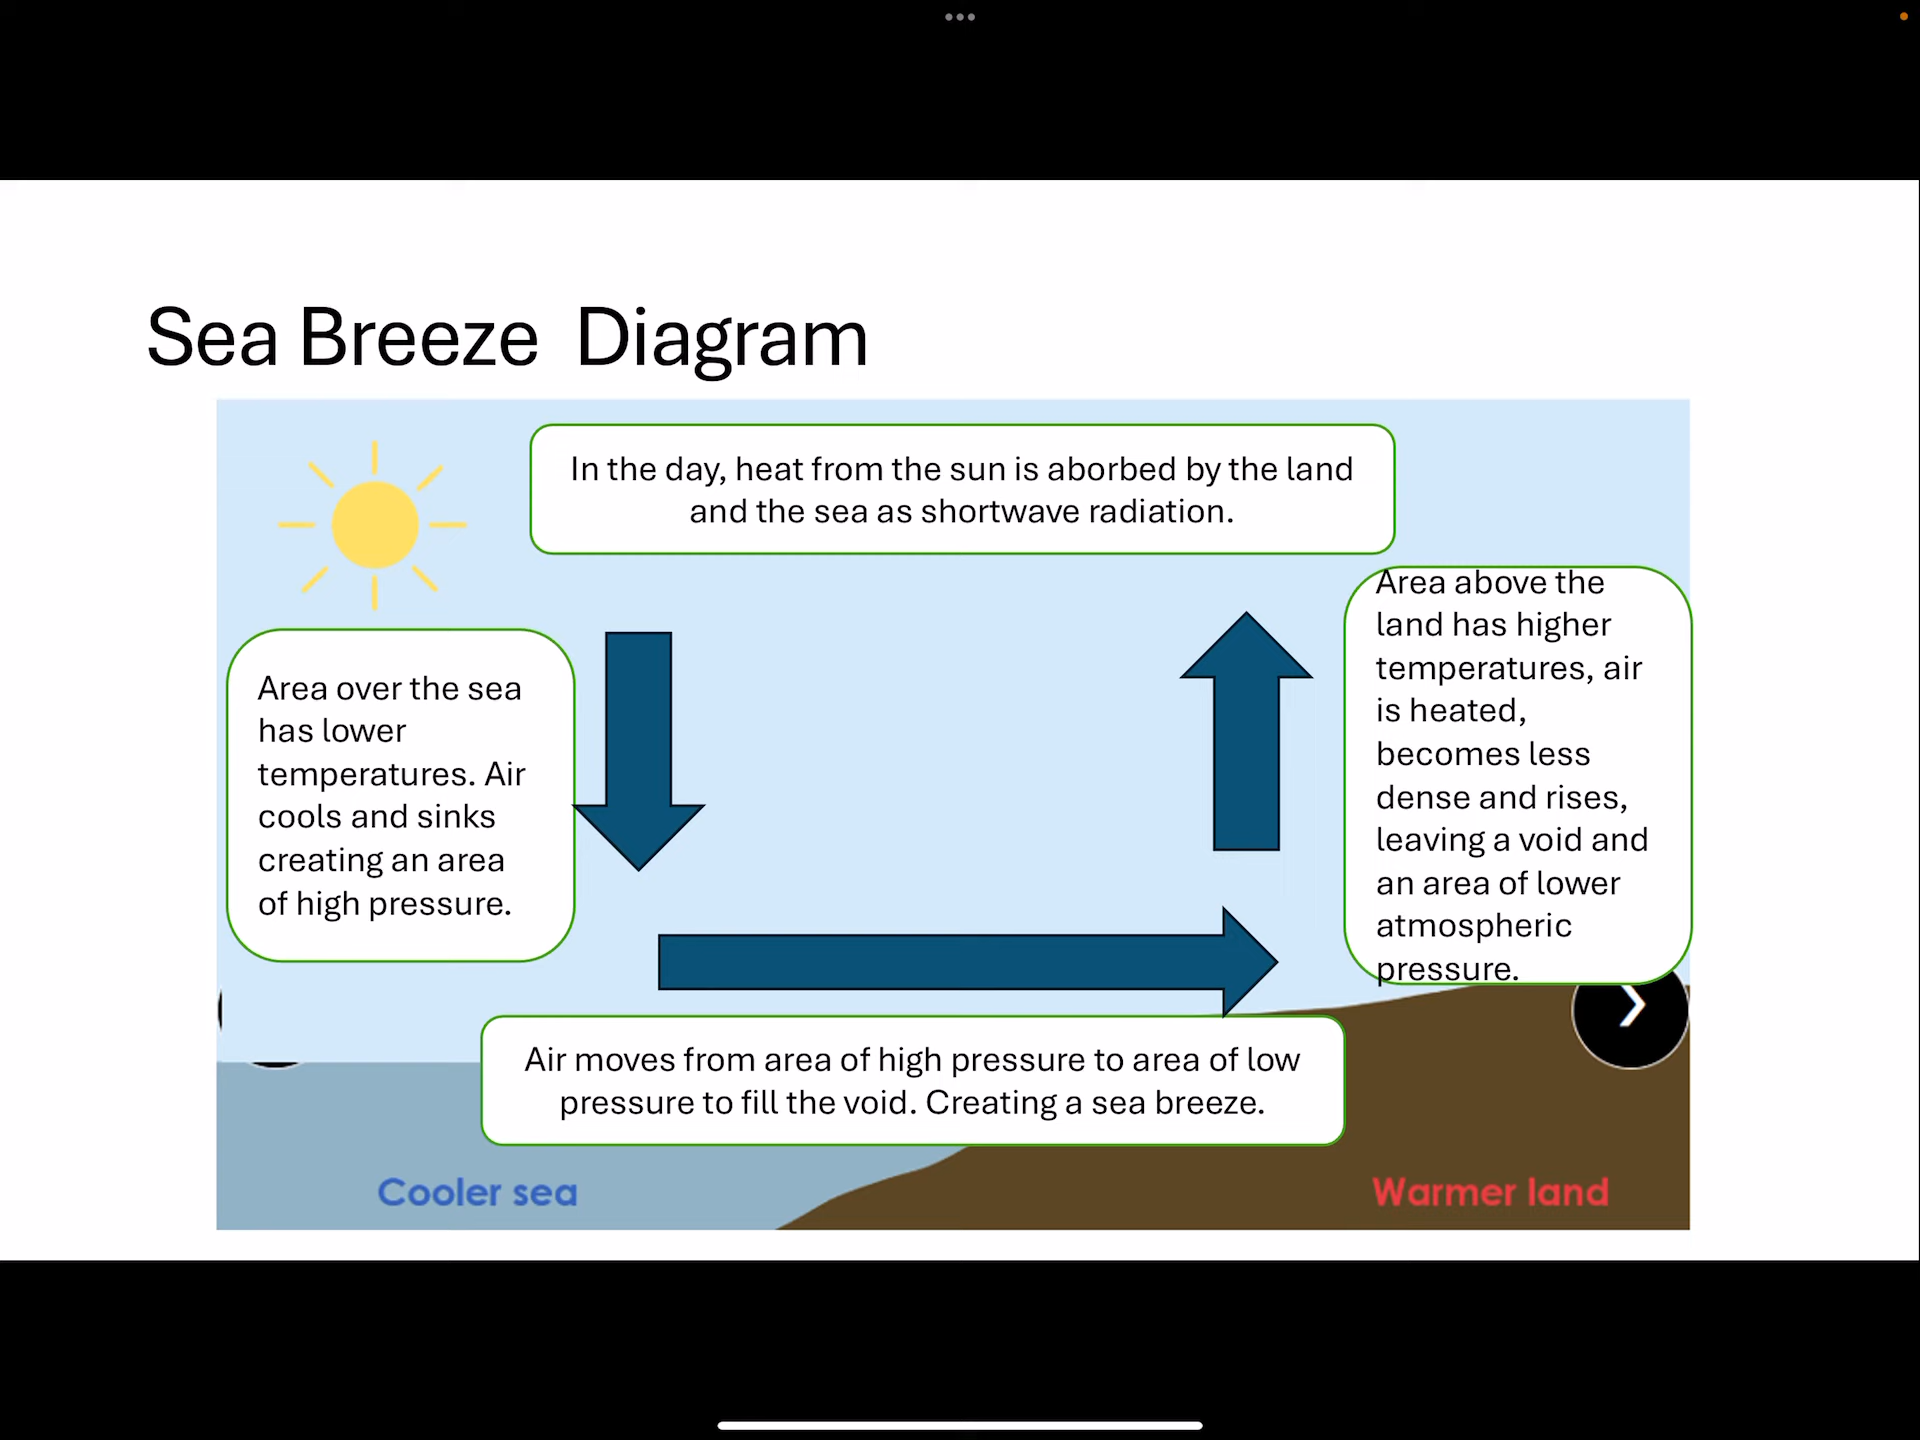 Sea Breeze Diagram
In the day, heat from the sun is aborbed by the land
and the sea as shortwave radiation.
Area over the sea
has lower
temperatures. Air
cools and sinks
creating an area
of high pressure.
Area above the
land has higher
temperatures, air
is heated,
becomes less
dense and rises,
leaving a void and
an area of lower
atmospheric
pressure.
Air moves from area of high pressure to area of low
pressure to fill the void. Creating a sea breeze.
Cooler sea
Warmer land